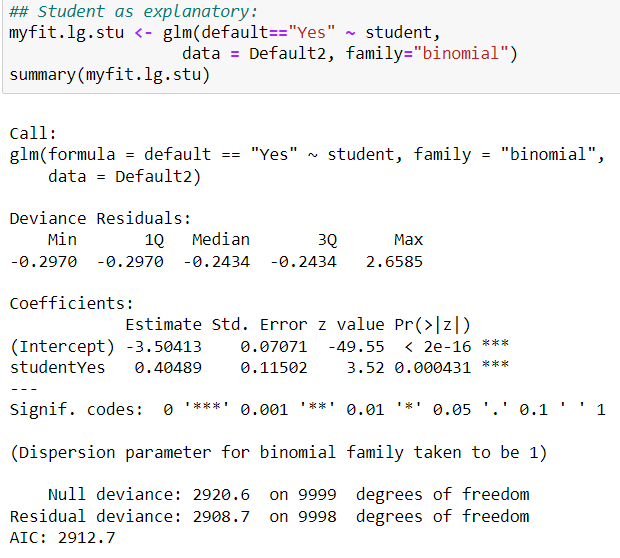 ## Student as explanatory:
myfit.lg.stu <- glm(default=="Yes" ~ student,
data = Default2, family="binomial")
summary(myfit.lg.stu)
Call:
glm(formula = default == "Yes" ~ student, family = "binomial",
data = Default2)
Deviance Residuals:
Min 1Q Median 3Q Max
-0.2970 -0.2970 -0.2434 -0.2434 2.6585
Coefficients:
Estimate Std. Error z value Pr(>|z|)
(Intercept) -3.50413 0.07071 -49.55 < 2e-16 ***
studentYes 0.40489 0.11502 3.52 0.000431 ***
---
Signif. codes: 0 '***' 0.001 '**' 0.01 '*' 0.05 '.' 0.1 ' ' 1
(Dispersion parameter for binomial family taken to be 1)
Null deviance: 2920.6 on 9999 degrees of freedom
Residual deviance: 2908.7 on 9998 degrees of freedom
AIC: 2912.7